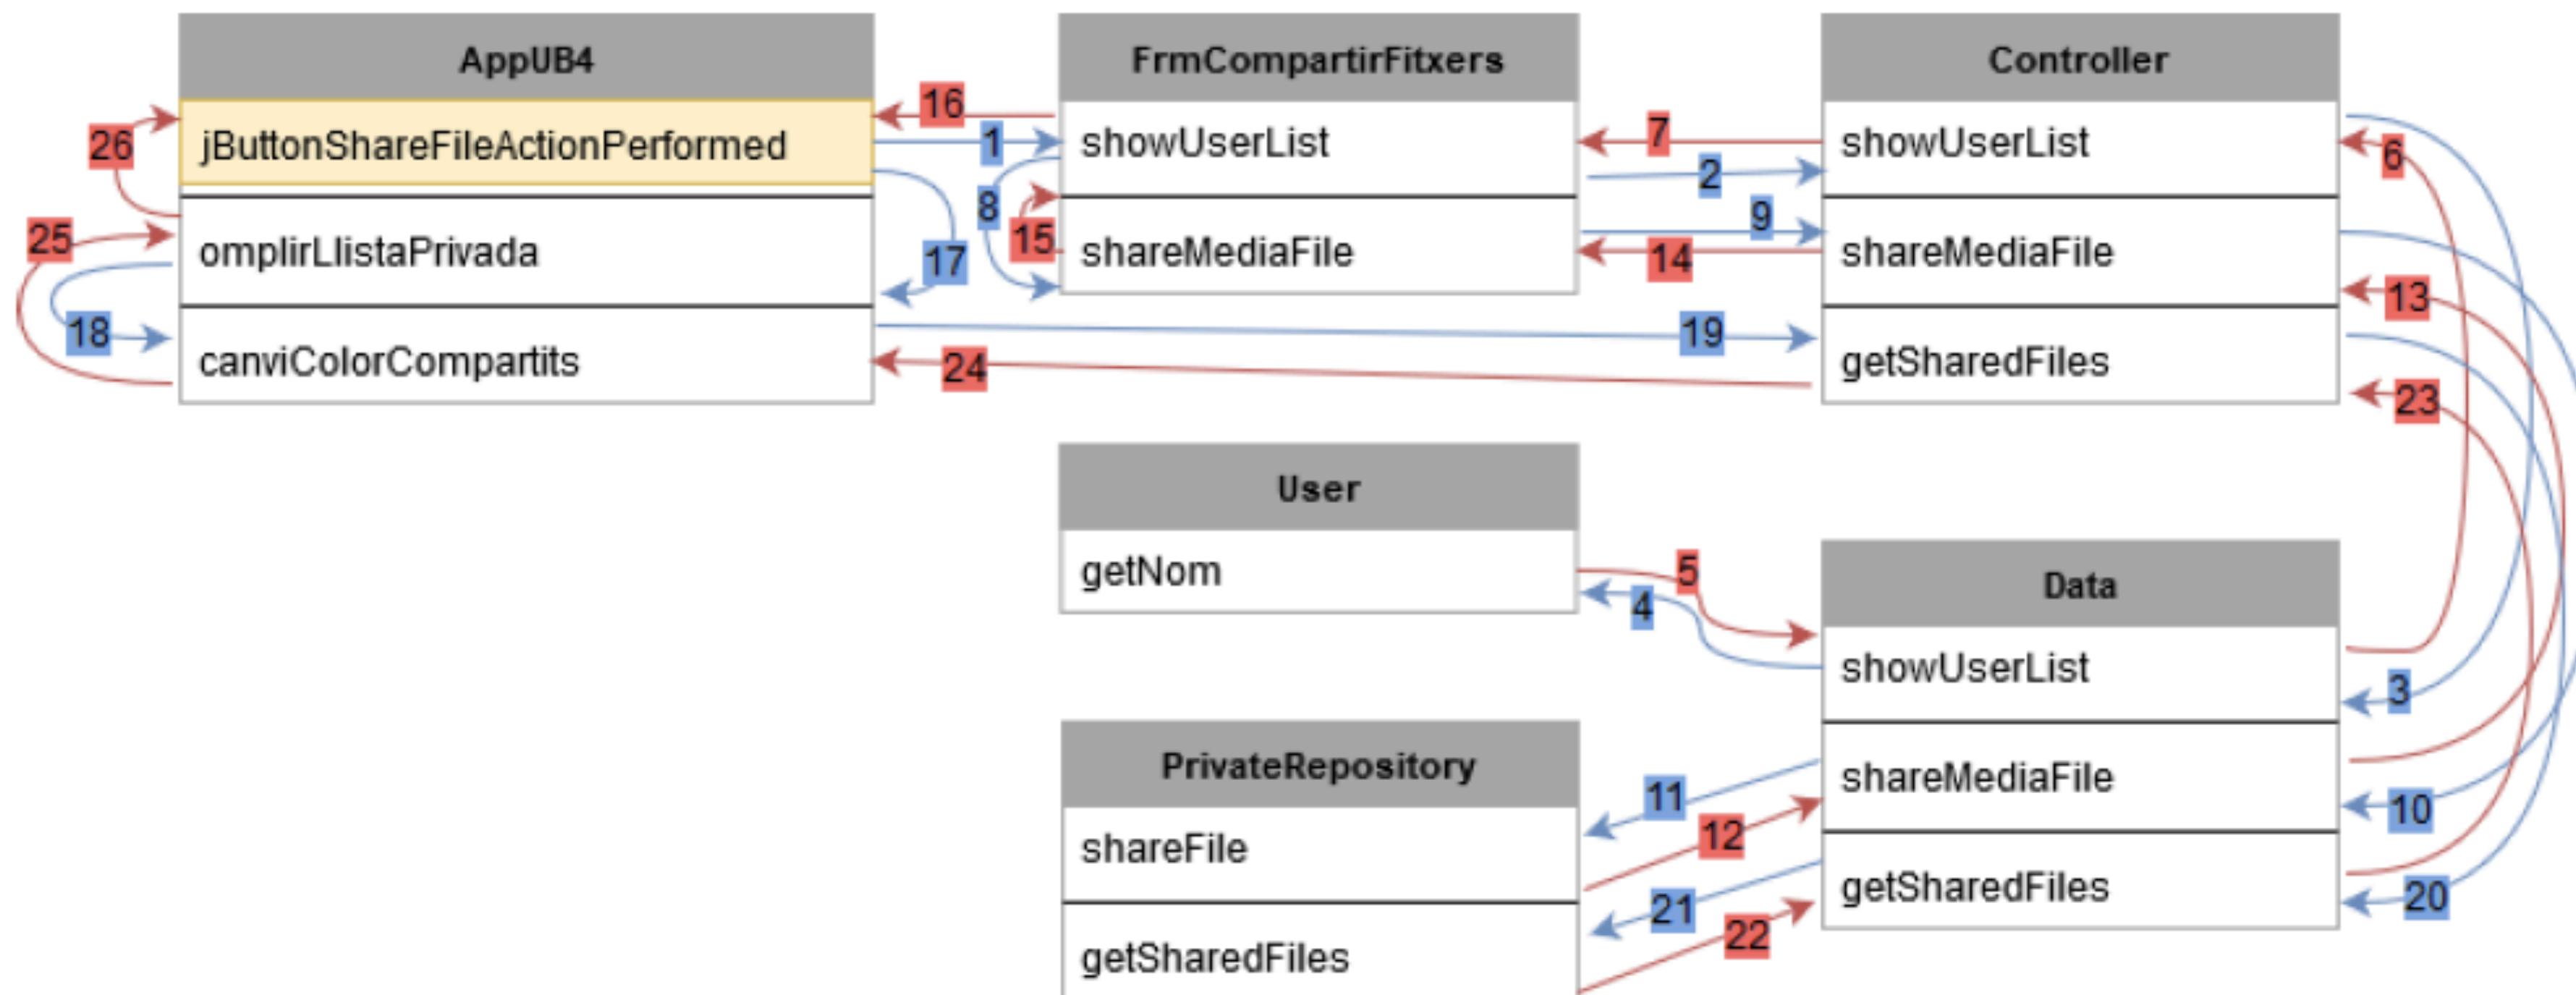 AppUB4
FrmCompartirFitxers
Controller
16
7
jButtonShareFileActionPerformed
1
showUserList
2
showUserList
6
26
8
9
25
omplirLlistaPrivada
17
15
shareMediaFile
14
shareMediaFile
13
18
canviColorCompartits
24
19
getSharedFiles
23
User
getNom
5
4
Data
showUserList
3
PrivateRepository
11
shareMediaFile
10
shareFile
12
21
getSharedFiles
20
getSharedFiles
22